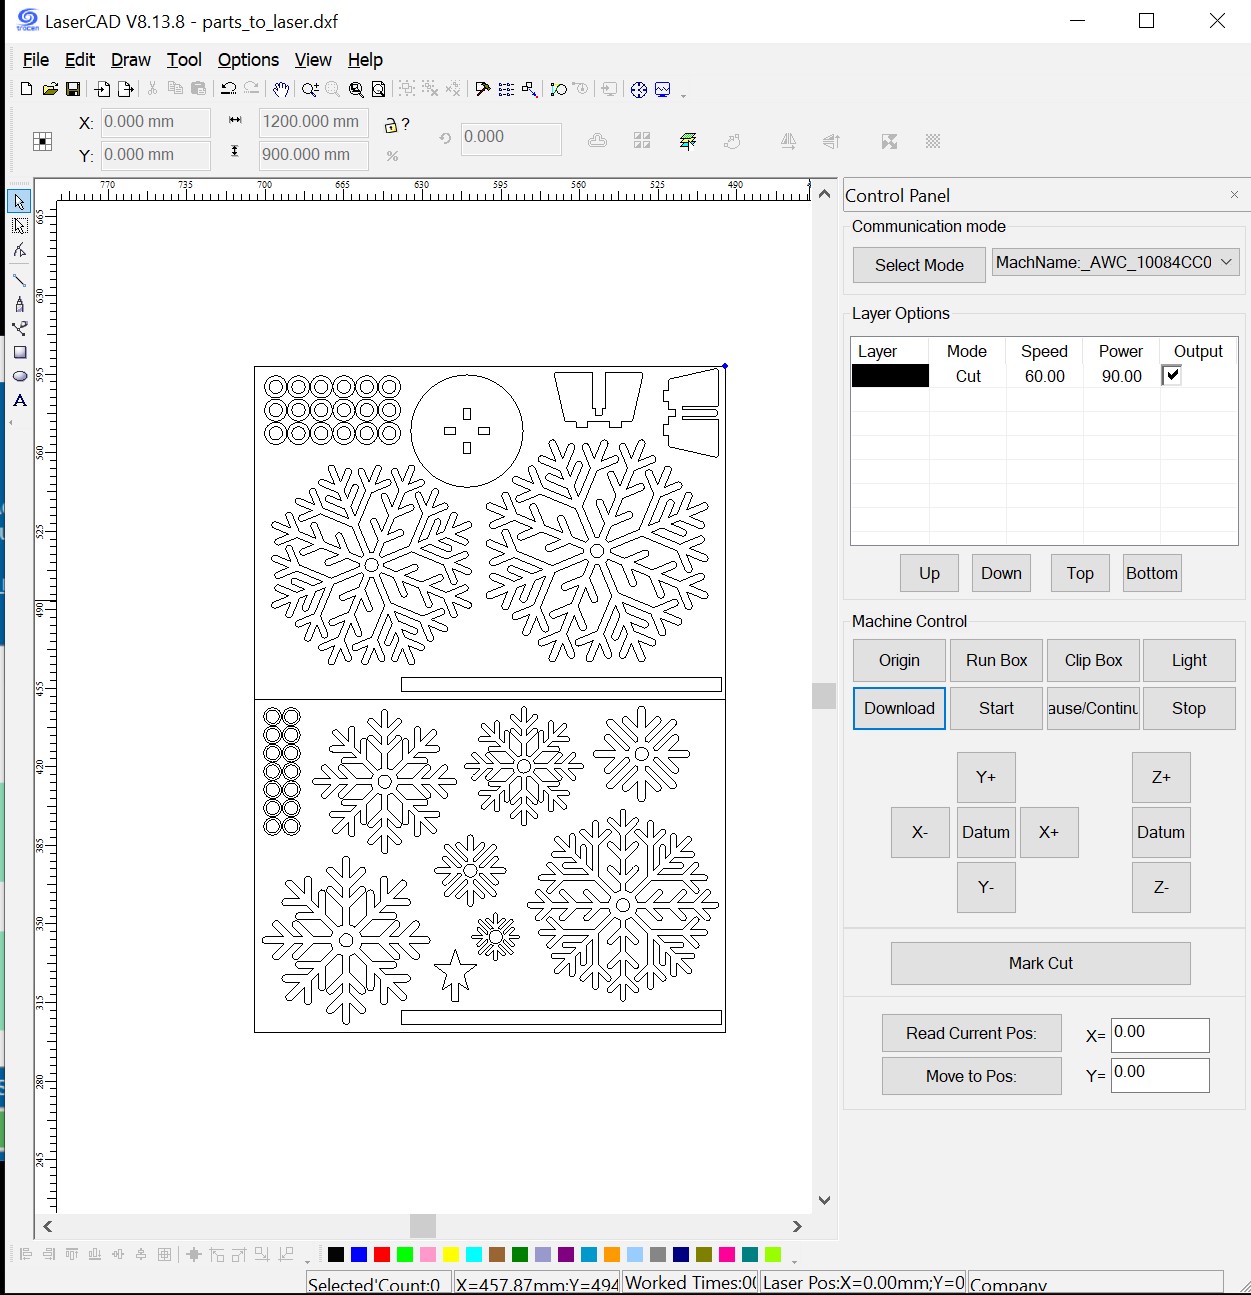 LaserCAD V8.13.8 - parts_to_laser.dxf
File Edit Draw Tool Options View Help
X: 0.000 mm 1200.000 mm ? 0.000
Y: 0.000 mm 900.000 mm %
770 735 700 665 630 595 560 525 490
665
630
595
560
525
490
455
420
385
350
315
280
245
Control Panel
Communication mode
Select Mode MachName:_AWC_10084CC0
Layer Options
Layer Mode Speed Power Output
Cut 60.00 90.00
Up Down Top Bottom
Machine Control
Origin Run Box Clip Box Light
Download Start ause/Continu Stop
Y+ Z+
X- Datum X+ Datum
Y- Z-
Mark Cut
Read Current Pos: X= 0.00
Move to Pos: Y= 0.00
A
Selected'Count:0 X=457.87mm;Y=494 Worked Times:00 Laser Pos:X=0.00mm;Y=0 Company